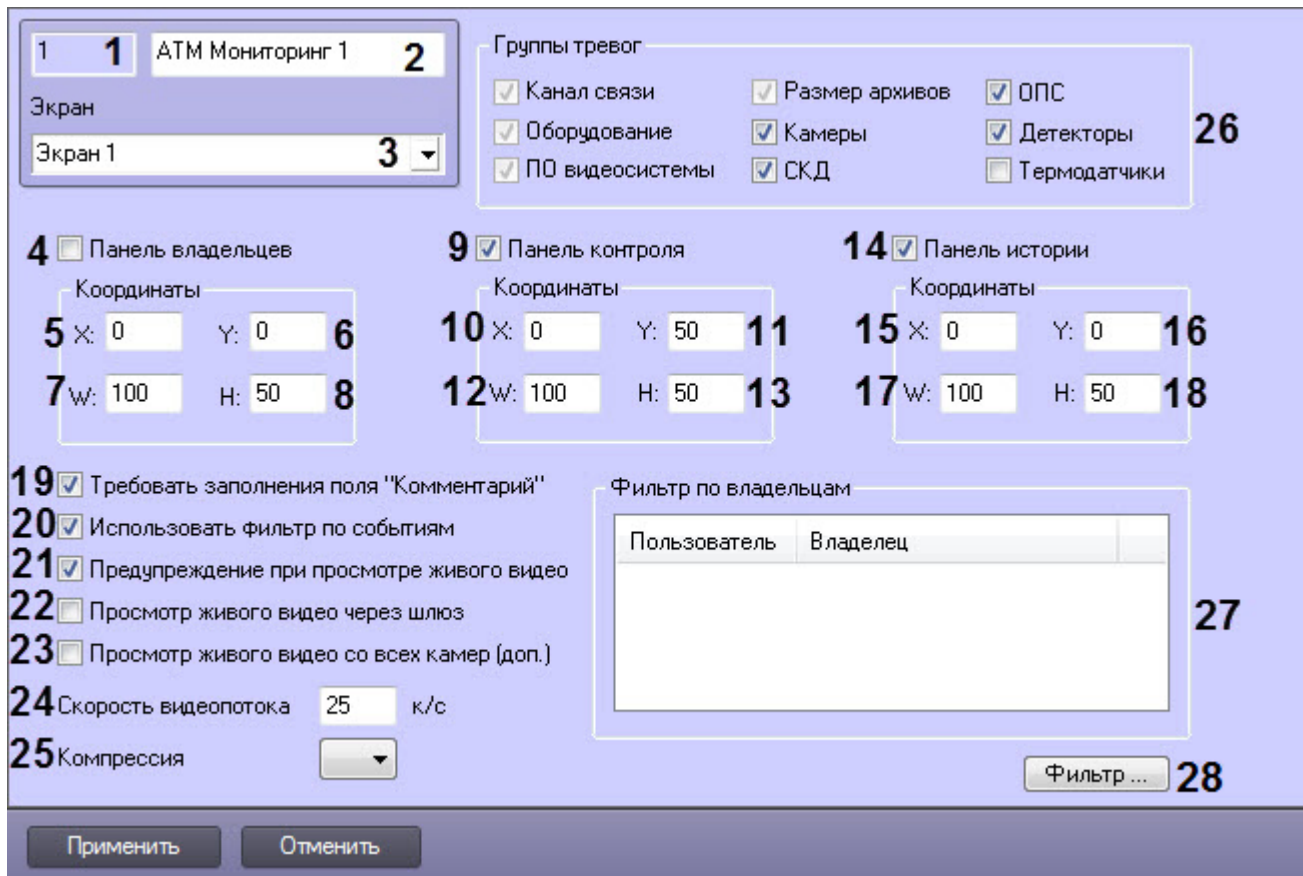 1 1 АТМ Мониторинг 1 2
Экран
Экран 1 3
Группы тревог
Канал связи Размер архивов ОПС
Оборудование Камеры Детекторы 26
ПО видеосистемы СКД Термодатчики
4 Панель владельцев 9 Панель контроля 14 Панель истории
Координаты Координаты Координаты
5 X: 0 Y: 0 6 10 X: 0 Y: 50 11 15 X: 0 Y: 0 16
7 W: 100 H: 50 8 12 W: 100 H: 50 13 17 W: 100 H: 50 18
19 Требовать заполнения поля "Комментарий"
20 Использовать фильтр по событиям
21 Предупреждение при просмотре живого видео
22 Просмотр живого видео через шлюз
23 Просмотр живого видео со всех камер (доп.)
24 Скорость видеопотока 25 к/с
25 Компрессия
Фильтр по владельцам
Пользователь Владелец
27
Фильтр ... 28
Применить Отменить